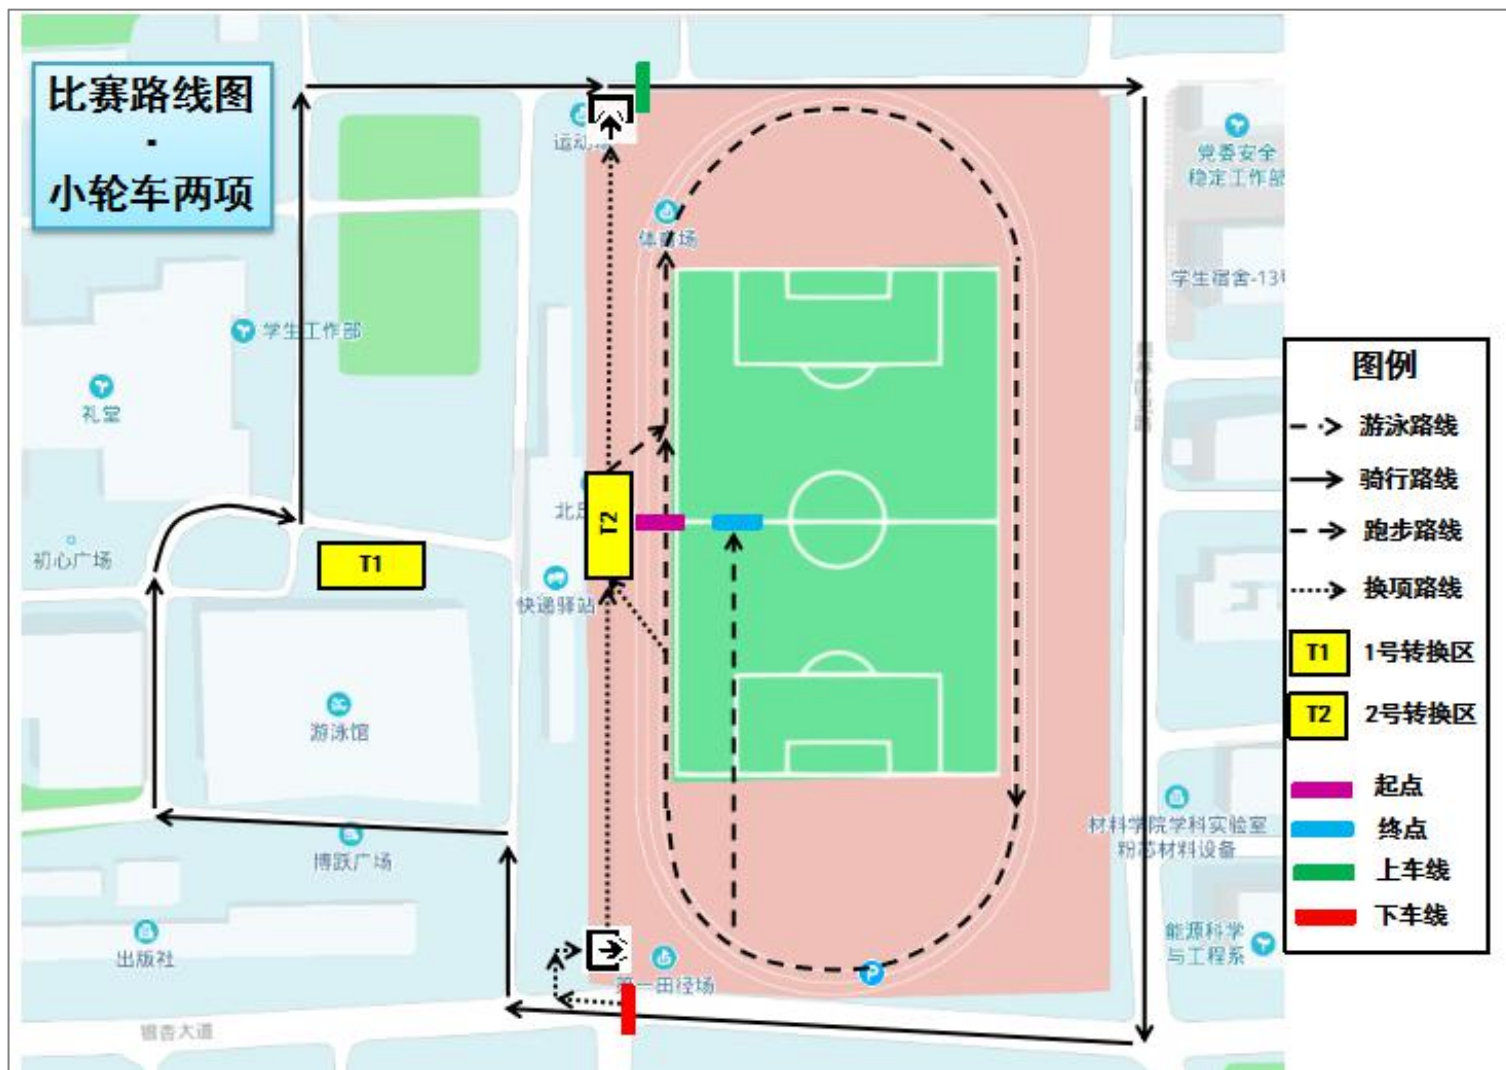 比赛路线图
·
小轮车两项
运动
体育场
学生工作部
礼堂
初心广场
T1
T2
快递驿站
游泳馆
博跃广场
出版社
银杏大道
第一田径场
P
党委安全
稳定工作部
学生宿舍-13
材料学院学科实验室
粉芯材料设备
能源科学
与工程系
图例
游泳路线
骑行路线
跑步路线
换项路线
T1 1号转换区
T2 2号转换区
起点
终点
上车线
下车线